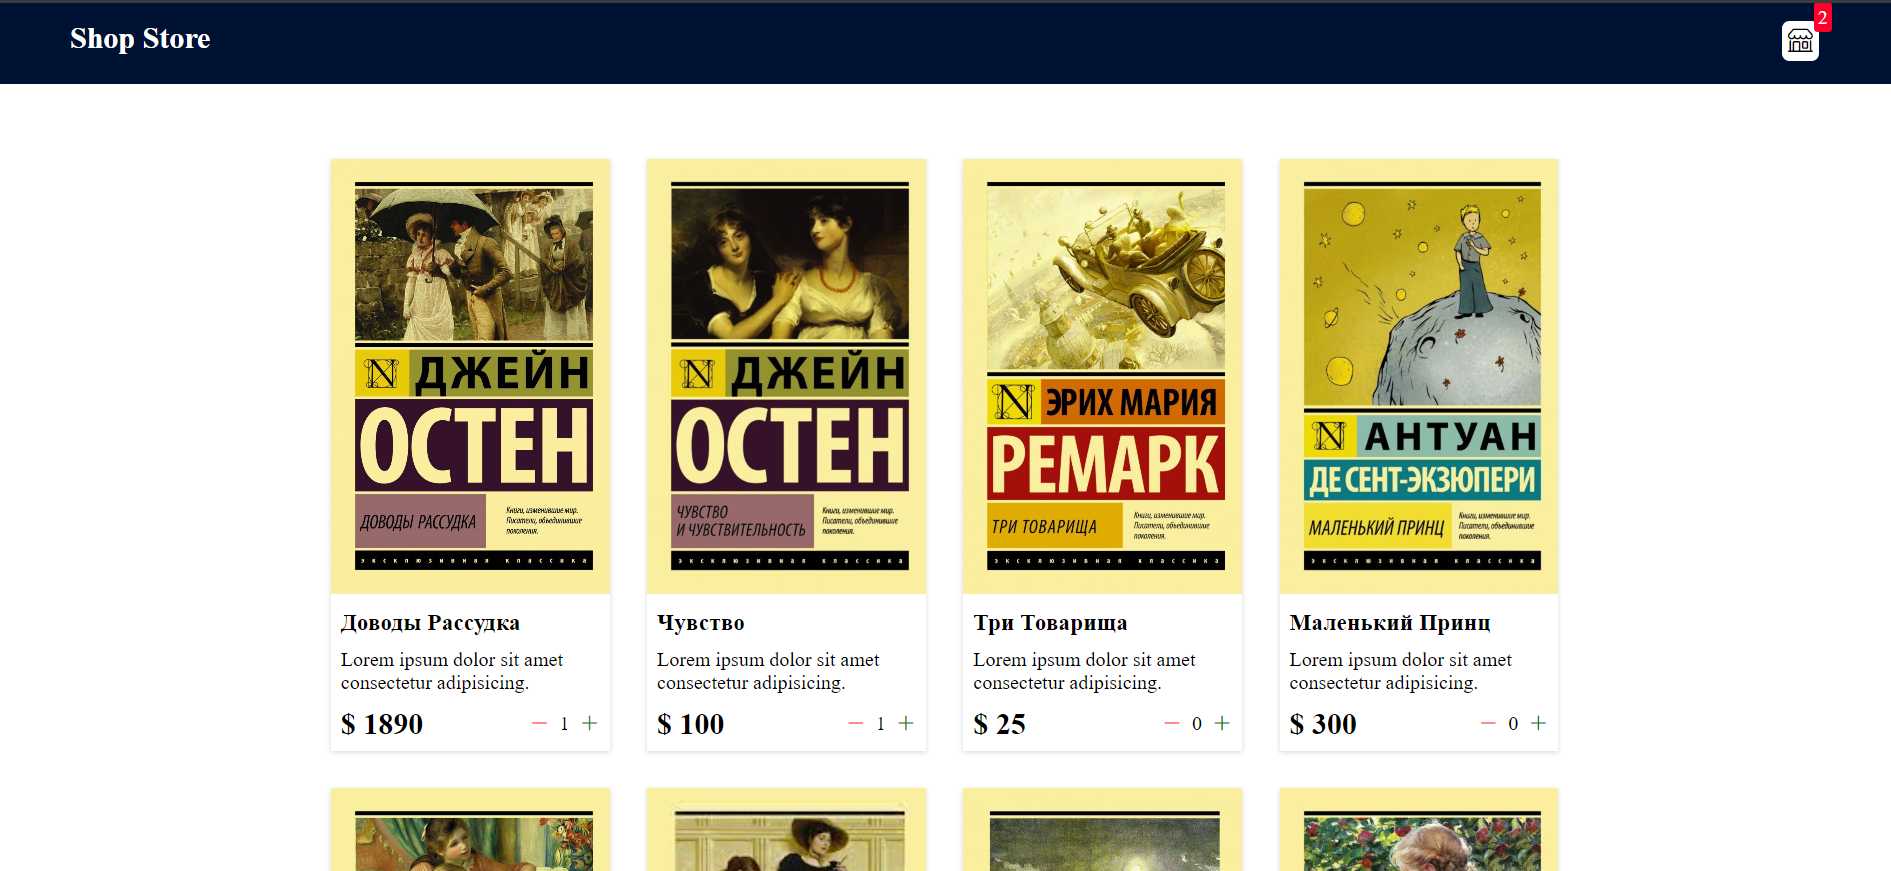 Shop Store
2
N ДЖЕЙН
ОСТЕН
ДОВОДЫ РАССУДКА
Книги, изменившие мир.
Писатели, объединившие
поколения.
эксклюзивная классика
N ДЖЕЙН
ОСТЕН
ЧУВСТВО
И ЧУВСТВИТЕЛЬНОСТЬ
Книги, изменившие мир.
Писатели, объединившие
поколения.
эксклюзивная классика
N ЭРИХ МАРИЯ
РЕМАРК
ТРИ ТОВАРИЩА
Книги, изменившие мир.
Писатели, объединившие
поколения.
эксклюзивная классика
N АНТУАН
ДЕ СЕНТ-ЭКЗЮПЕРИ
МАЛЕНЬКИЙ ПРИНЦ
Книги, изменившие мир.
Писатели, объединившие
поколения.
эксклюзивная классика
Доводы Рассудка
Lorem ipsum dolor sit amet
consectetur adipisicing.
$ 1890 — 1 +
Чувство
Lorem ipsum dolor sit amet
consectetur adipisicing.
$ 100 — 1 +
Три Товарища
Lorem ipsum dolor sit amet
consectetur adipisicing.
$ 25 — 0 +
Маленький Принц
Lorem ipsum dolor sit amet
consectetur adipisicing.
$ 300 — 0 +